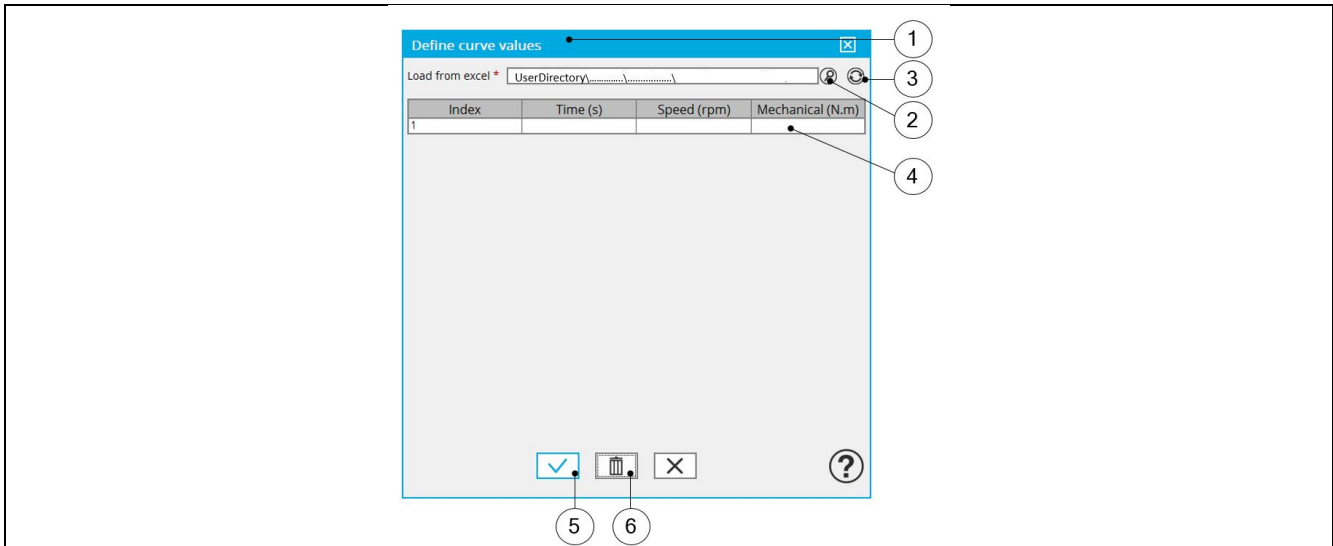 Define curve values
1
Load from excel * UserDirectory\.............\.................\
3
2
Index Time (s) Speed (rpm) Mechanical (N.m)
1
4
?
5 6